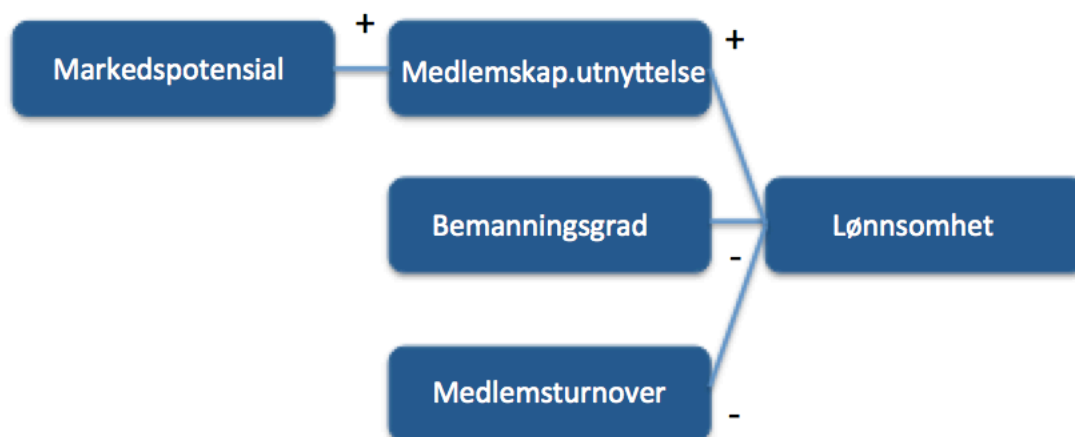 +
+
Markedspotensial
Medlemskap.utnyttelse
Bemanningsgrad
Lønnsomhet
-
Medlemsturnover
-